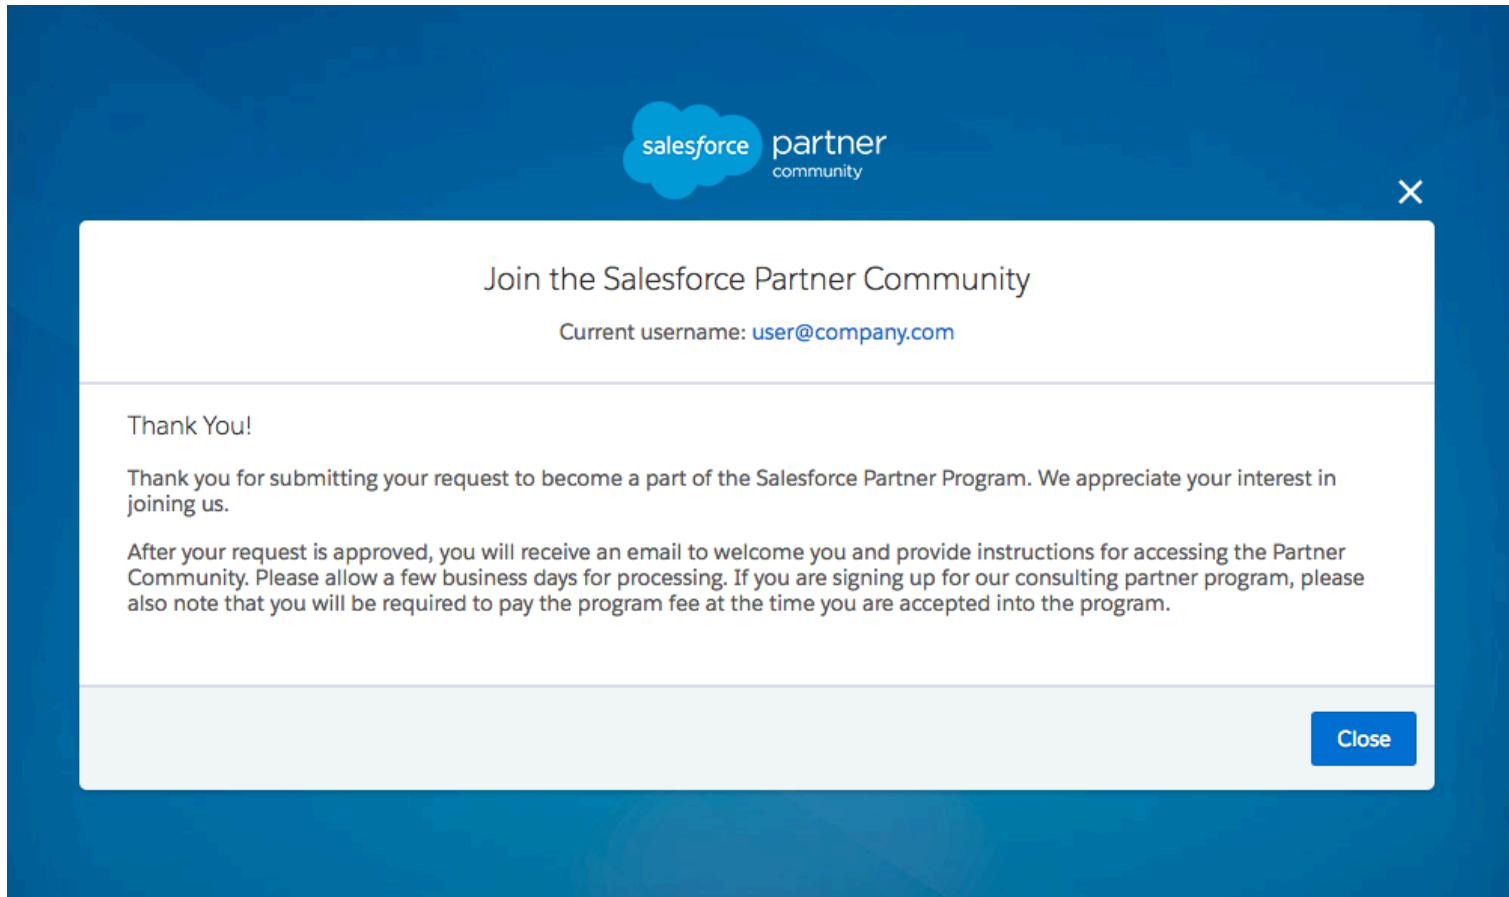 salesforce partner
community
Join the Salesforce Partner Community
Current username: user@company.com
Thank You!
Thank you for submitting your request to become a part of the Salesforce Partner Program. We appreciate your interest in
joining us.
After your request is approved, you will receive an email to welcome you and provide instructions for accessing the Partner
Community. Please allow a few business days for processing. If you are signing up for our consulting partner program, please
also note that you will be required to pay the program fee at the time you are accepted into the program.
Close